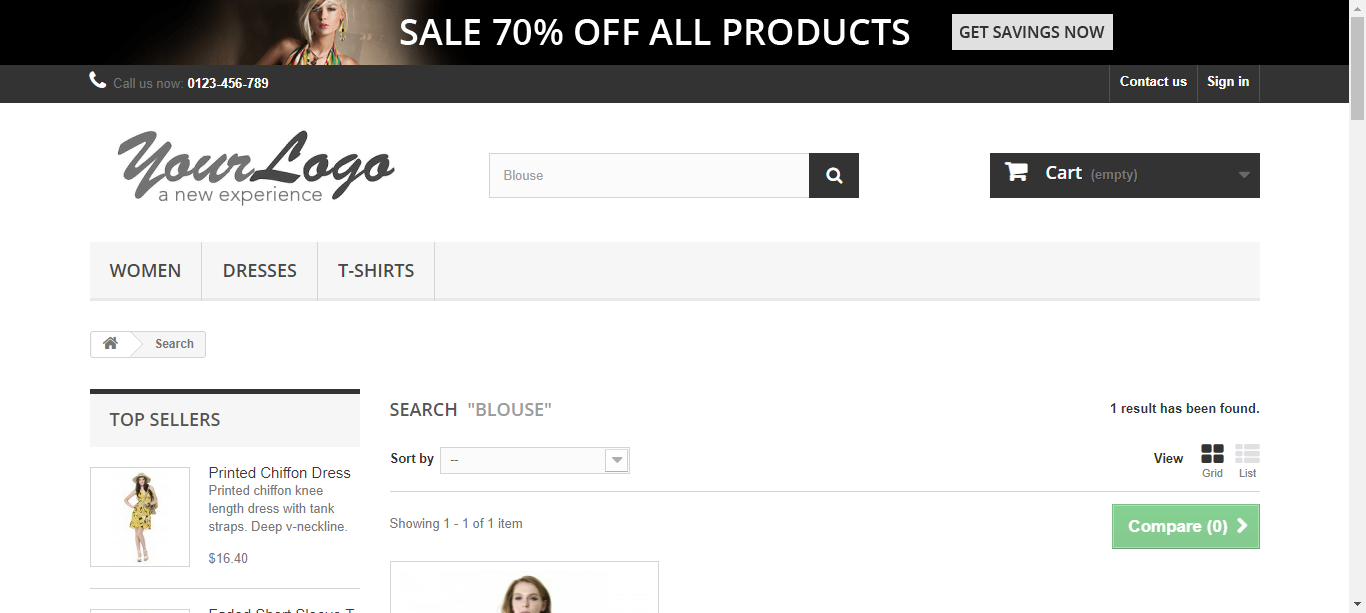 SALE 70% OFF ALL PRODUCTS
GET SAVINGS NOW
Call us now: 0123-456-789
Contact us
Sign in
YourLogo
a new experience
Blouse
Cart (empty)
WOMEN
DRESSES
T-SHIRTS
Search
TOP SELLERS
Printed Chiffon Dress
Printed chiffon knee
length dress with tank
straps. Deep v-neckline.
$16.40
SEARCH "BLOUSE"
1 result has been found.
Sort by
--
View
Grid
List
Showing 1 - 1 of 1 item
Compare (0)